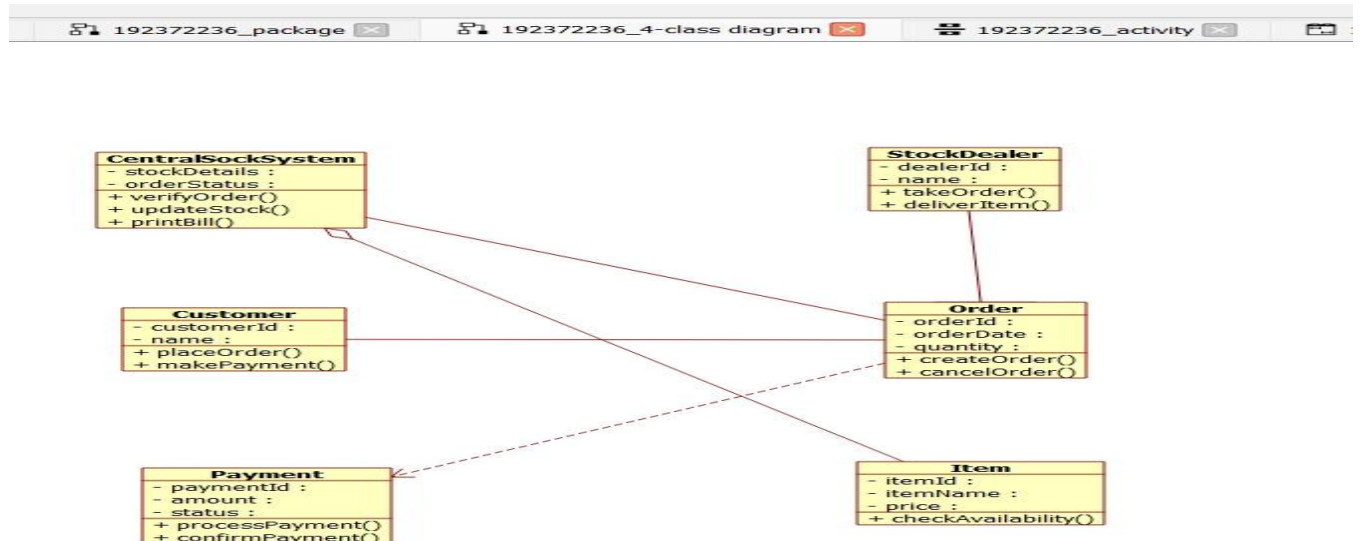 192372236_package
192372236_4-class diagram
192372236_activity
CentralSockSystem
- stockDetails :
- orderStatus :
+ verifyOrder()
+ updateStock()
+ printBill()
StockDealer
- dealerId :
- name :
+ takeOrder()
+ deliverItem()
Customer
- customerId :
- name :
+ placeOrder()
+ makePayment()
Order
- orderId :
- orderDate :
- quantity :
+ createOrder()
+ cancelOrder()
Payment
- paymentId :
- amount :
- status :
+ processPayment()
+ confirmPayment()
Item
- itemId :
- itemName :
- price :
+ checkAvailability()